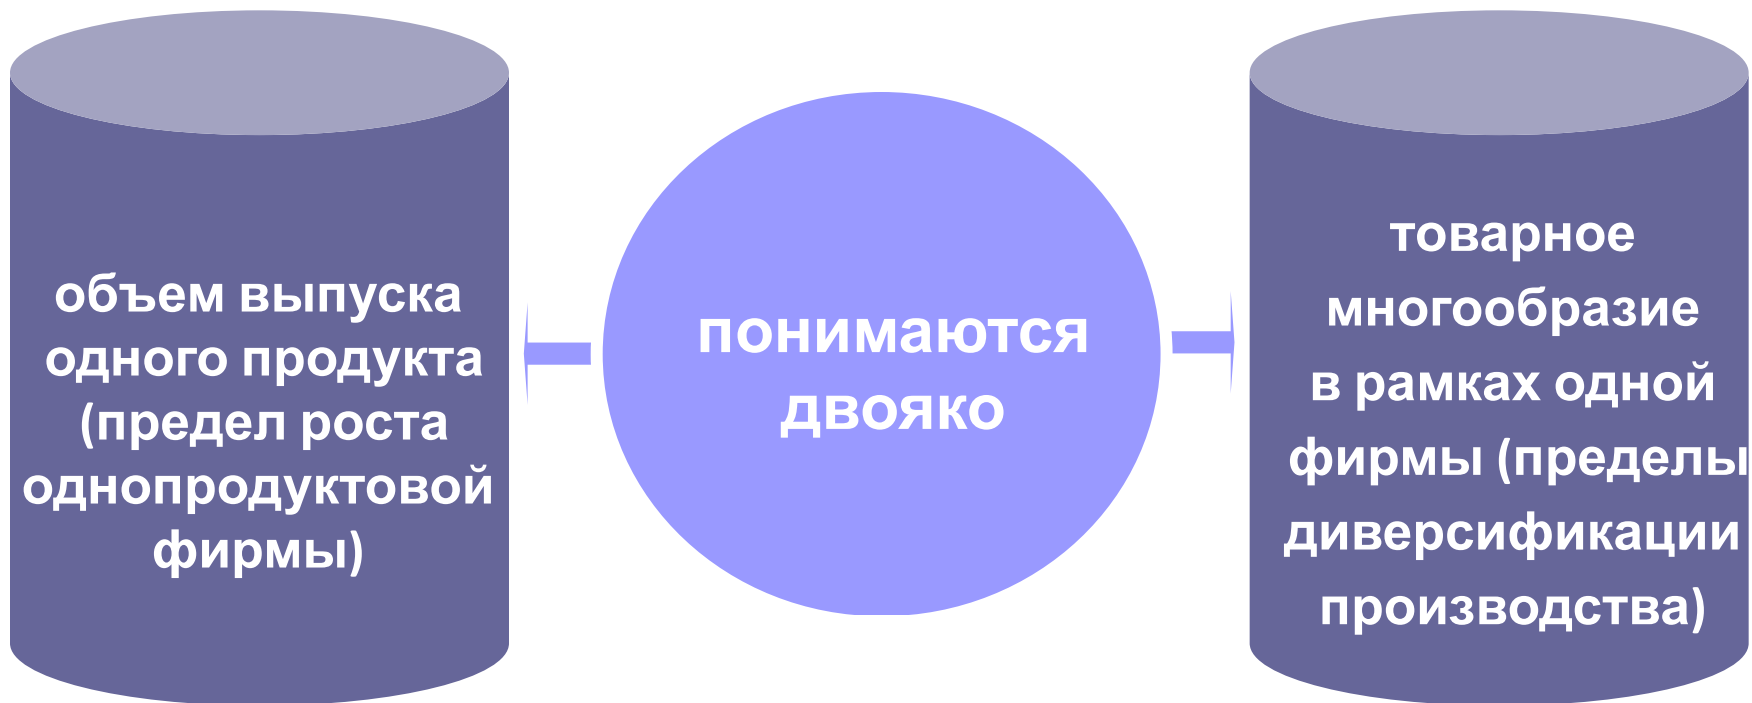 объем выпуска
одного продукта
(предел роста
однопродуктовой
фирмы)
понимаются
двояко
товарное
многообразие
в рамках одной
фирмы (пределы
диверсификации
производства)